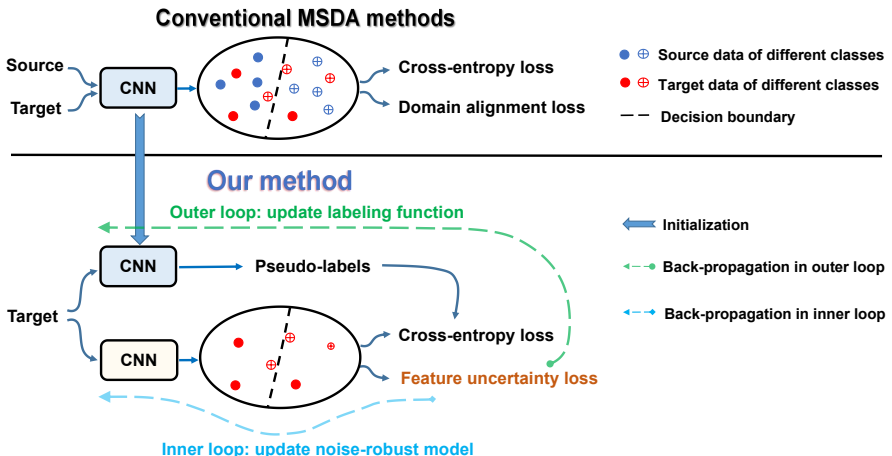 Conventional MSDA methods
Source
Target
CNN
Cross-entropy loss
Domain alignment loss
Source data of different classes
Target data of different classes
Decision boundary
Our method
Outer loop: update labeling function
Initialization
CNN
Pseudo-labels
Back-propagation in outer loop
Target
Back-propagation in inner loop
Cross-entropy loss
CNN
Feature uncertainty loss
Inner loop: update noise-robust model